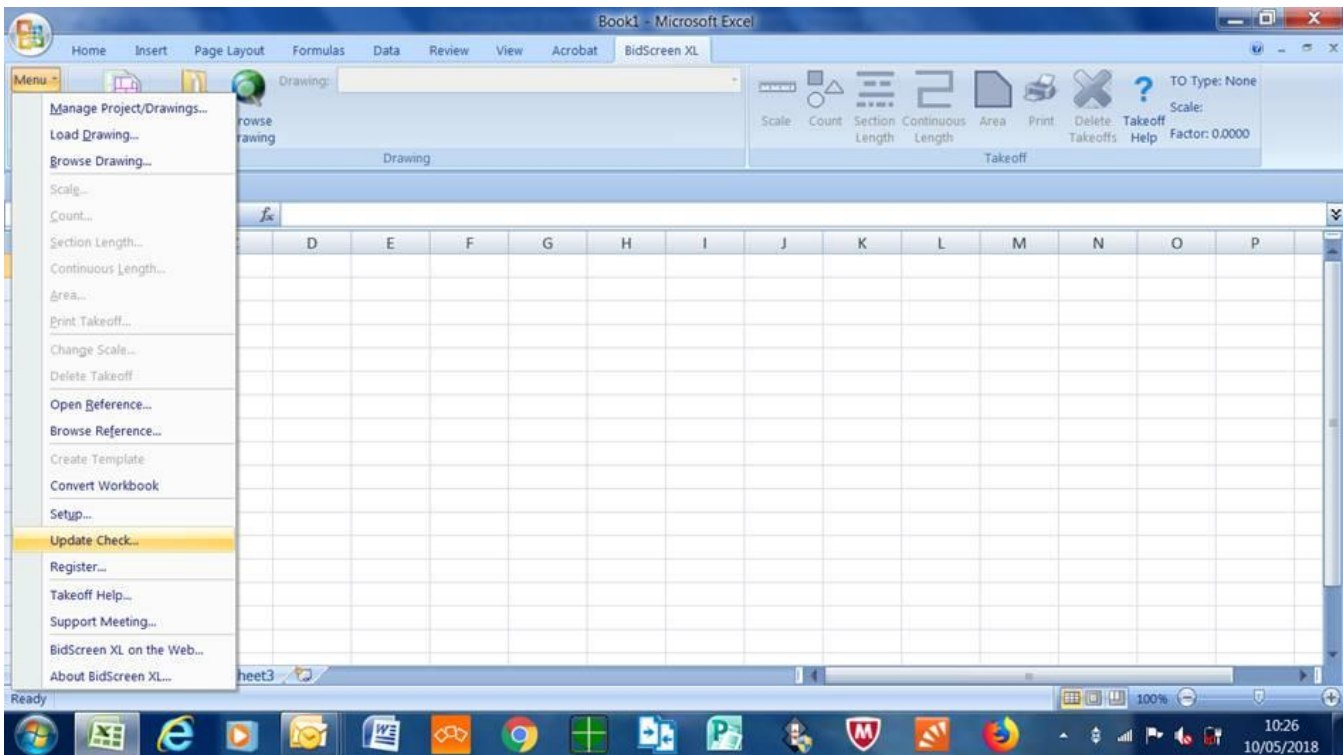 Book1 - Microsoft Excel
Home Insert Page Layout Formulas Data Review View Acrobat BidScreen XL
Menu
Drawing:
rowse
rawing
Drawing
Scale Count Section Length Continuous Length Area Print Delete Takeoffs Takeoff Help
TO Type: None
Scale:
Factor: 0.0000
Takeoff
Manage Project/Drawings...
Load Drawing...
Browse Drawing...
Scale...
Count...
Section Length...
Continuous Length...
Area...
Print Takeoff...
Change Scale...
Delete Takeoff
Open Reference...
Browse Reference...
Create Template
Convert Workbook
Setup...
Update Check...
Register...
Takeoff Help...
Support Meeting...
BidScreen XL on the Web...
About BidScreen XL...
fx
D E F G H I J K L M N O P
heet3
Ready
100%
10:26
10/05/2018